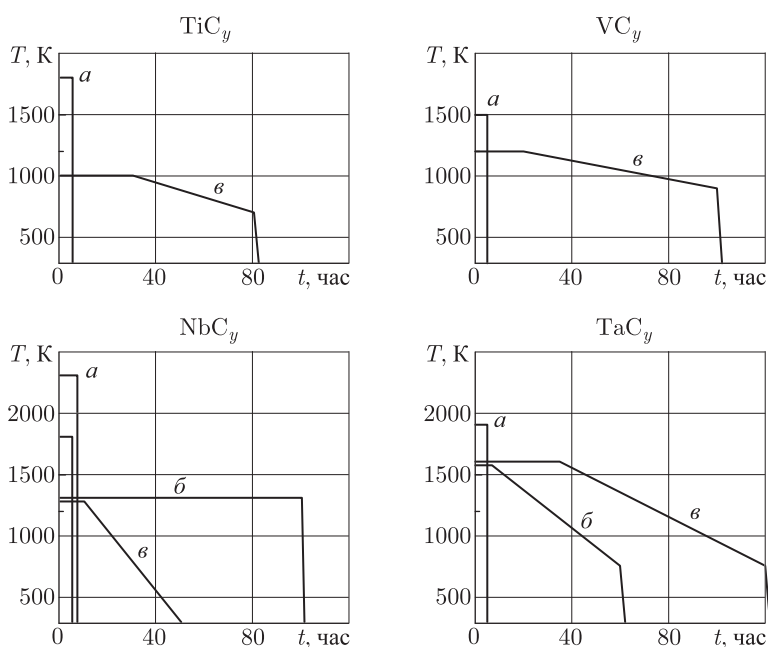 TiC_y
T, К
а
1500
1000
в
500
0 40 80 t, час
VC_y
T, К
а
1500
1000
в
500
0 40 80 t, час
NbC_y
T, К
а
2000
1500
б
1000
в
500
0 40 80 t, час
TaC_y
T, К
а
2000
1500
в
б
1000
500
0 40 80 t, час